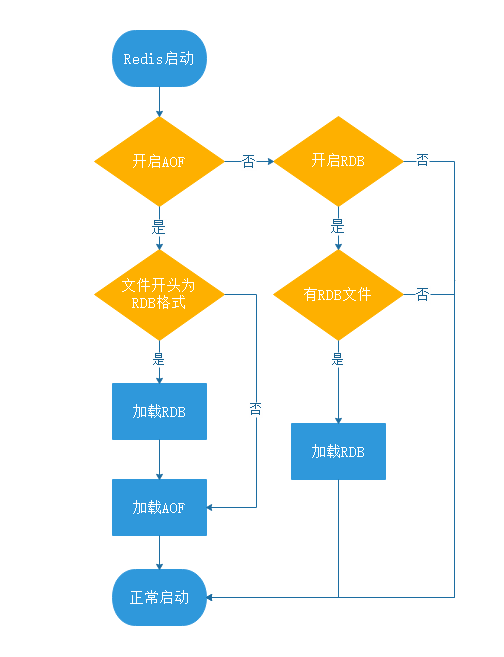 Redis启动
开启AOF
否
开启RDB
否
是
是
文件开头为
RDB格式
有RDB文件
否
是
是
加载RDB
否
加载RDB
加载AOF
正常启动